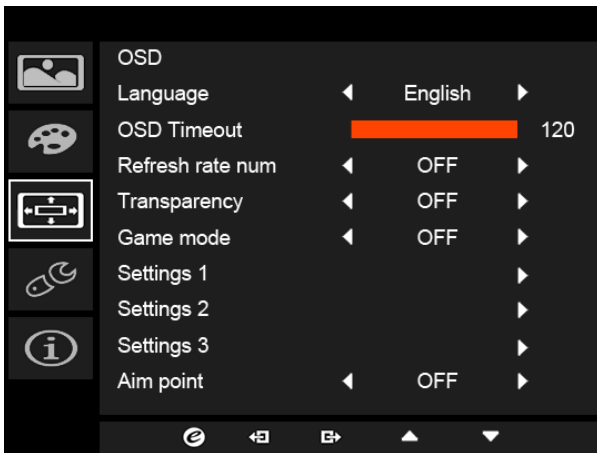 OSD
Language English
OSD Timeout 120
Refresh rate num OFF
Transparency OFF
Game mode OFF
Settings 1
Settings 2
Settings 3
Aim point OFF